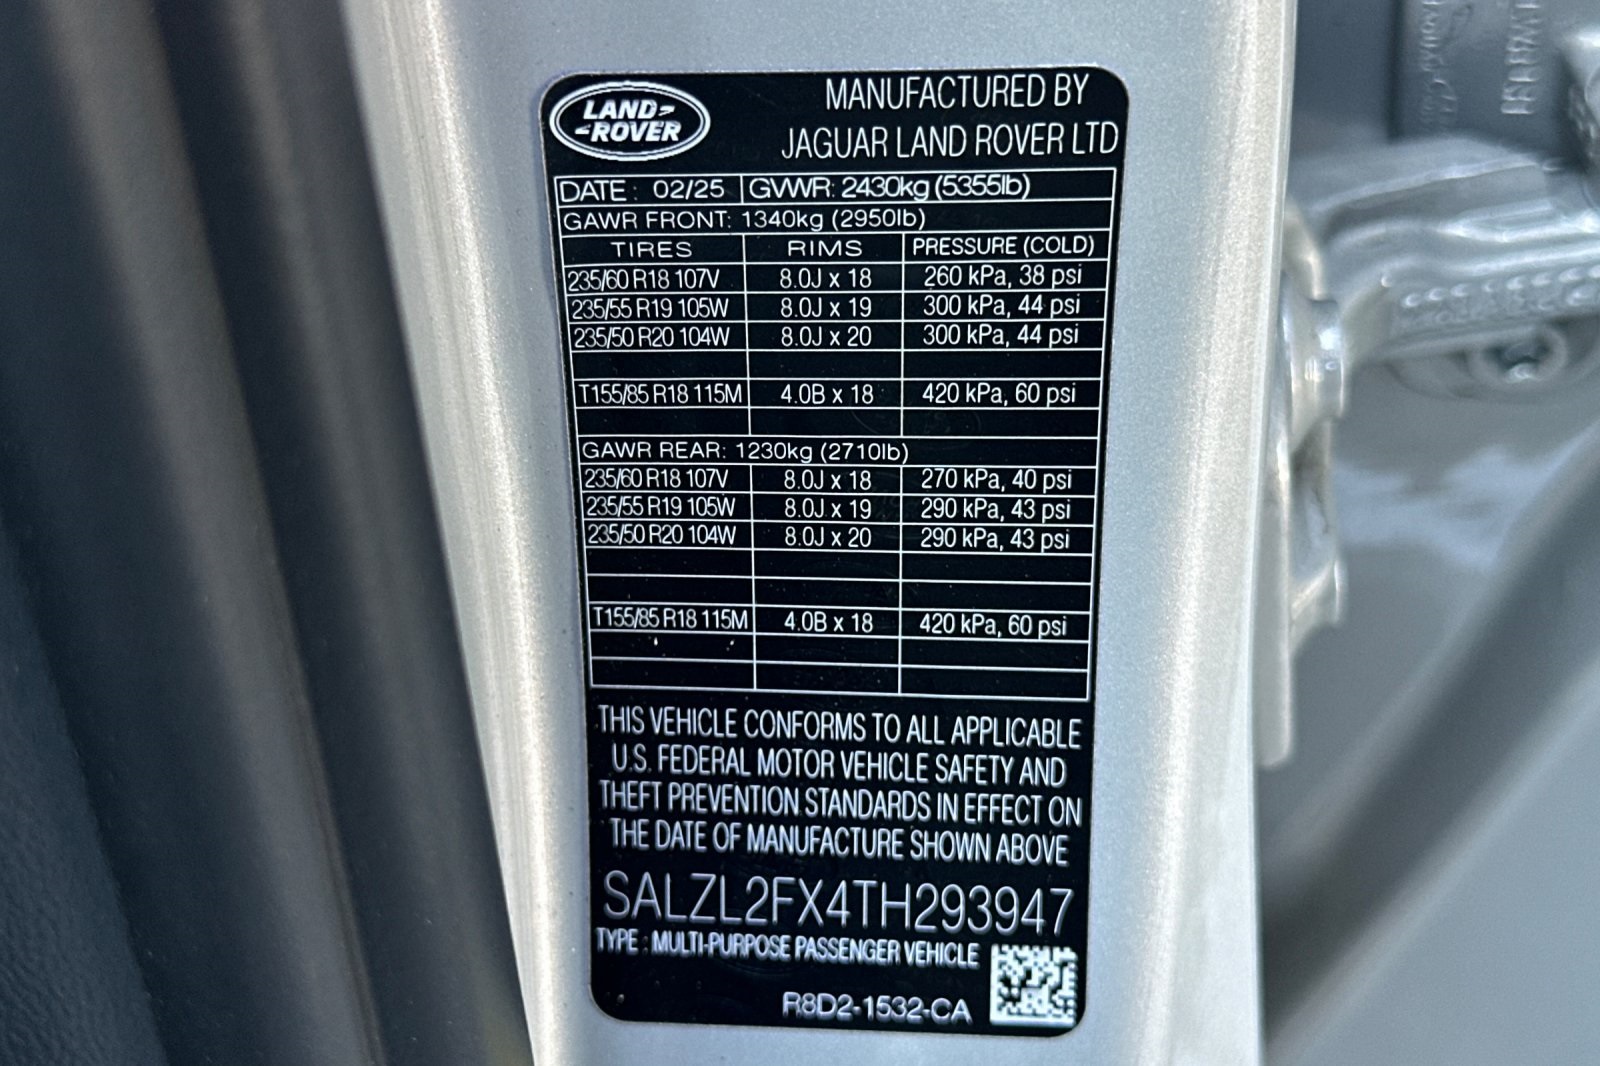 LAND
ROVER
MANUFACTURED BY
JAGUAR LAND ROVER LTD
DATE : 02/25 GVWR: 2430kg (5355lb)
GAWR FRONT: 1340kg (2950lb)
TIRES RIMS PRESSURE (COLD)
235/60 R18 107V 8.0J x 18 260 kPa, 38 psi
235/55 R19 105W 8.0J x 19 300 kPa, 44 psi
235/50 R20 104W 8.0J x 20 300 kPa, 44 psi
T155/85 R18 115M 4.0B x 18 420 kPa, 60 psi
GAWR REAR: 1230kg (2710lb)
235/60 R18 107V 8.0J x 18 270 kPa, 40 psi
235/55 R19 105W 8.0J x 19 290 kPa, 43 psi
235/50 R20 104W 8.0J x 20 290 kPa, 43 psi
T155/85 R18 115M 4.0B x 18 420 kPa, 60 psi
THIS VEHICLE CONFORMS TO ALL APPLICABLE
U.S. FEDERAL MOTOR VEHICLE SAFETY AND
THEFT PREVENTION STANDARDS IN EFFECT ON
THE DATE OF MANUFACTURE SHOWN ABOVE
SALZL2FX4TH293947
TYPE : MULTI-PURPOSE PASSENGER VEHICLE
R8D2-1532-CA